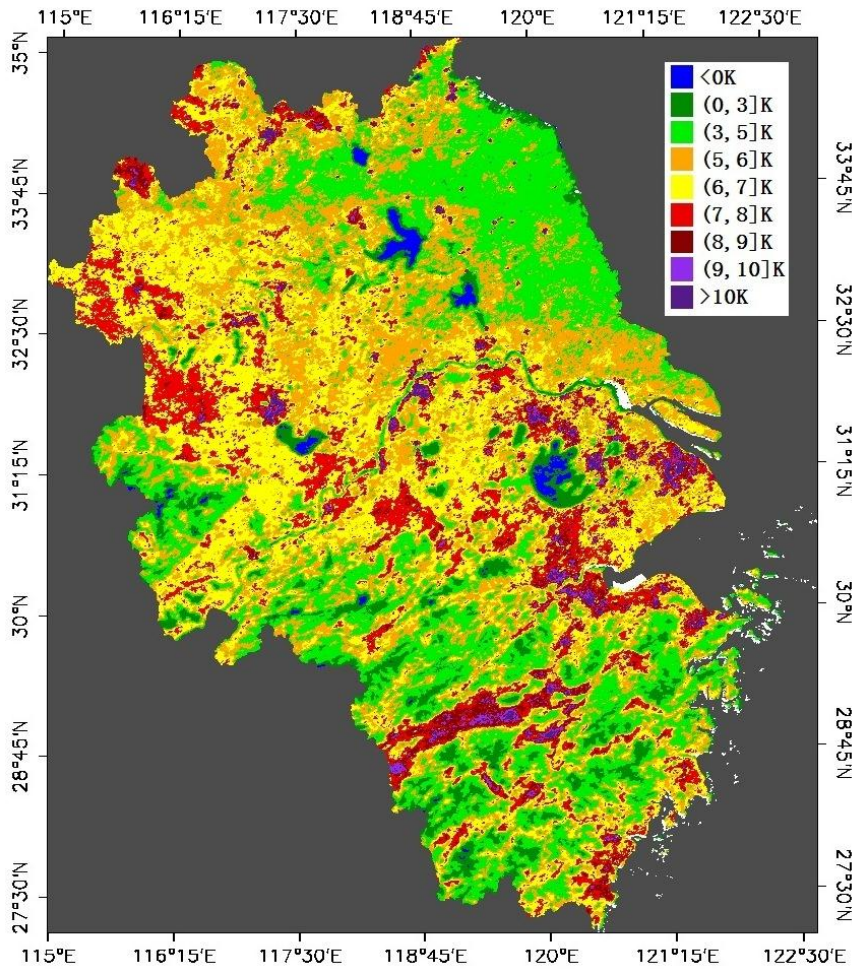 115°E 116°15'E 117°30'E 118°45'E 120°E 121°15'E 122°30'E
35°N
33°45'N
32°30'N
31°15'N
30°N
28°45'N
27°30'N
<0K
(0, 3]K
(3, 5]K
(5, 6]K
(6, 7]K
(7, 8]K
(8, 9]K
(9, 10]K
>10K
33°45'N
32°30'N
31°15'N
30°N
28°45'N
27°30'N
115°E 116°15'E 117°30'E 118°45'E 120°E 121°15'E 122°30'E